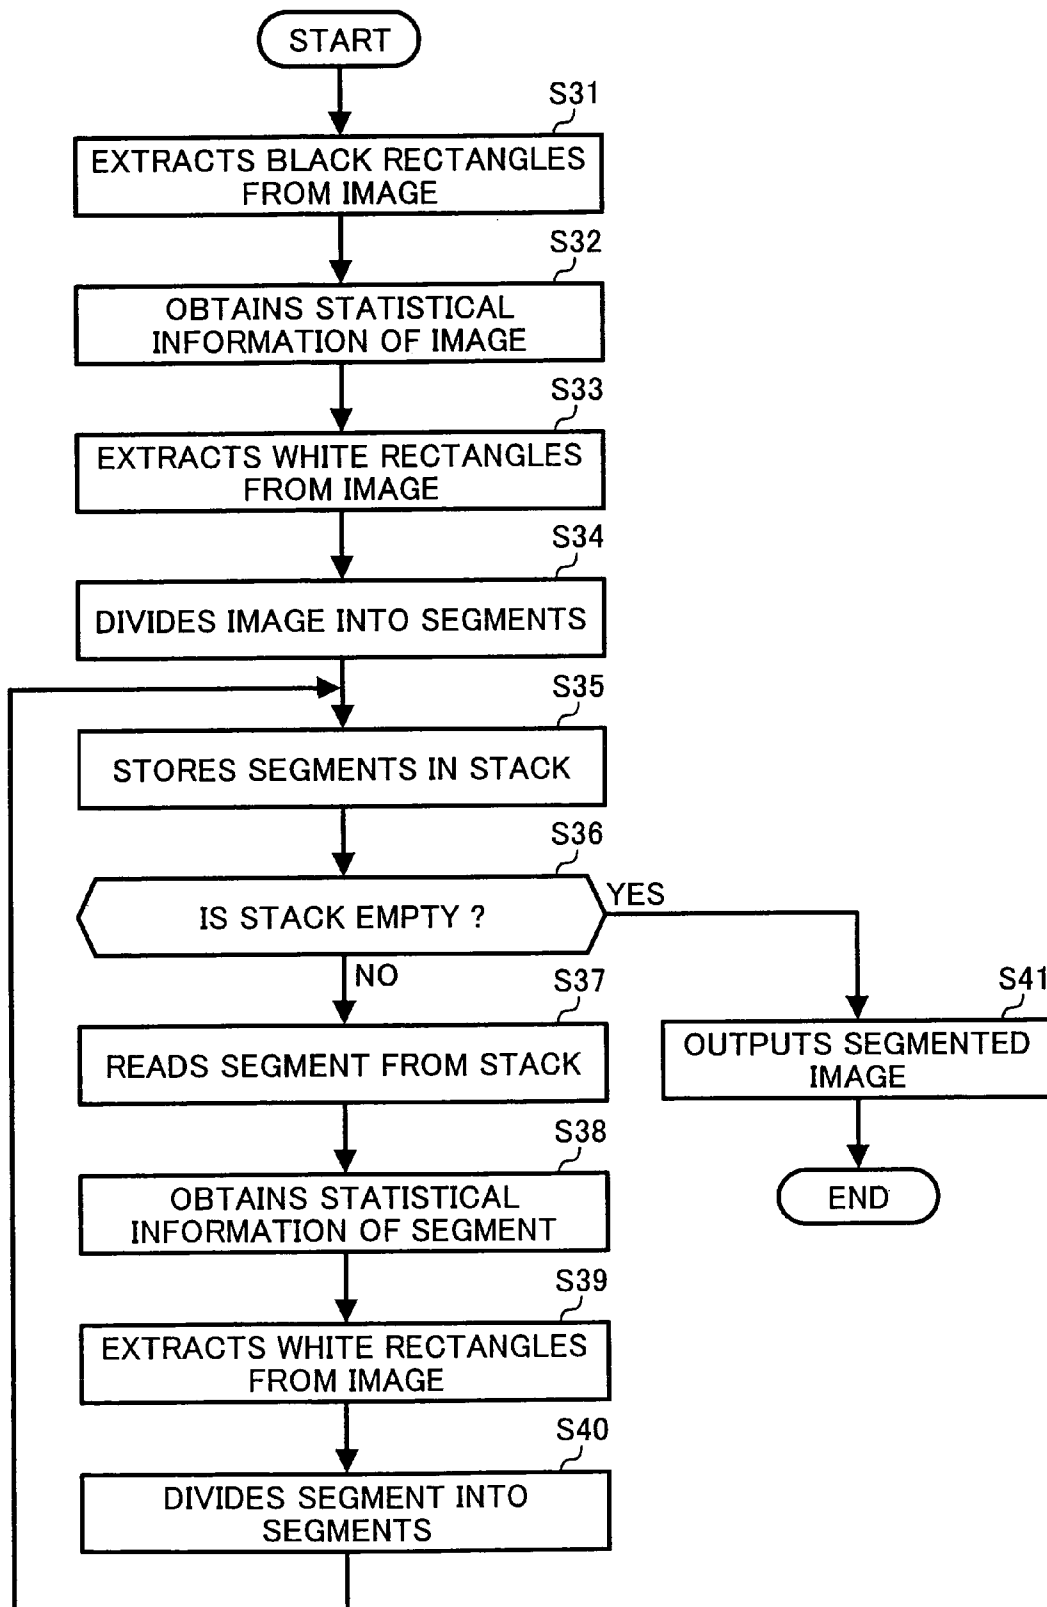 START
S31
EXTRACTS BLACK RECTANGLES
FROM IMAGE
S32
OBTAINS STATISTICAL
INFORMATION OF IMAGE
S33
EXTRACTS WHITE RECTANGLES
FROM IMAGE
S34
DIVIDES IMAGE INTO SEGMENTS
S35
STORES SEGMENTS IN STACK
S36
IS STACK EMPTY ?
YES
NO
S37
READS SEGMENT FROM STACK
S41
OUTPUTS SEGMENTED
IMAGE
S38
OBTAINS STATISTICAL
INFORMATION OF SEGMENT
END
S39
EXTRACTS WHITE RECTANGLES
FROM IMAGE
S40
DIVIDES SEGMENT INTO
SEGMENTS